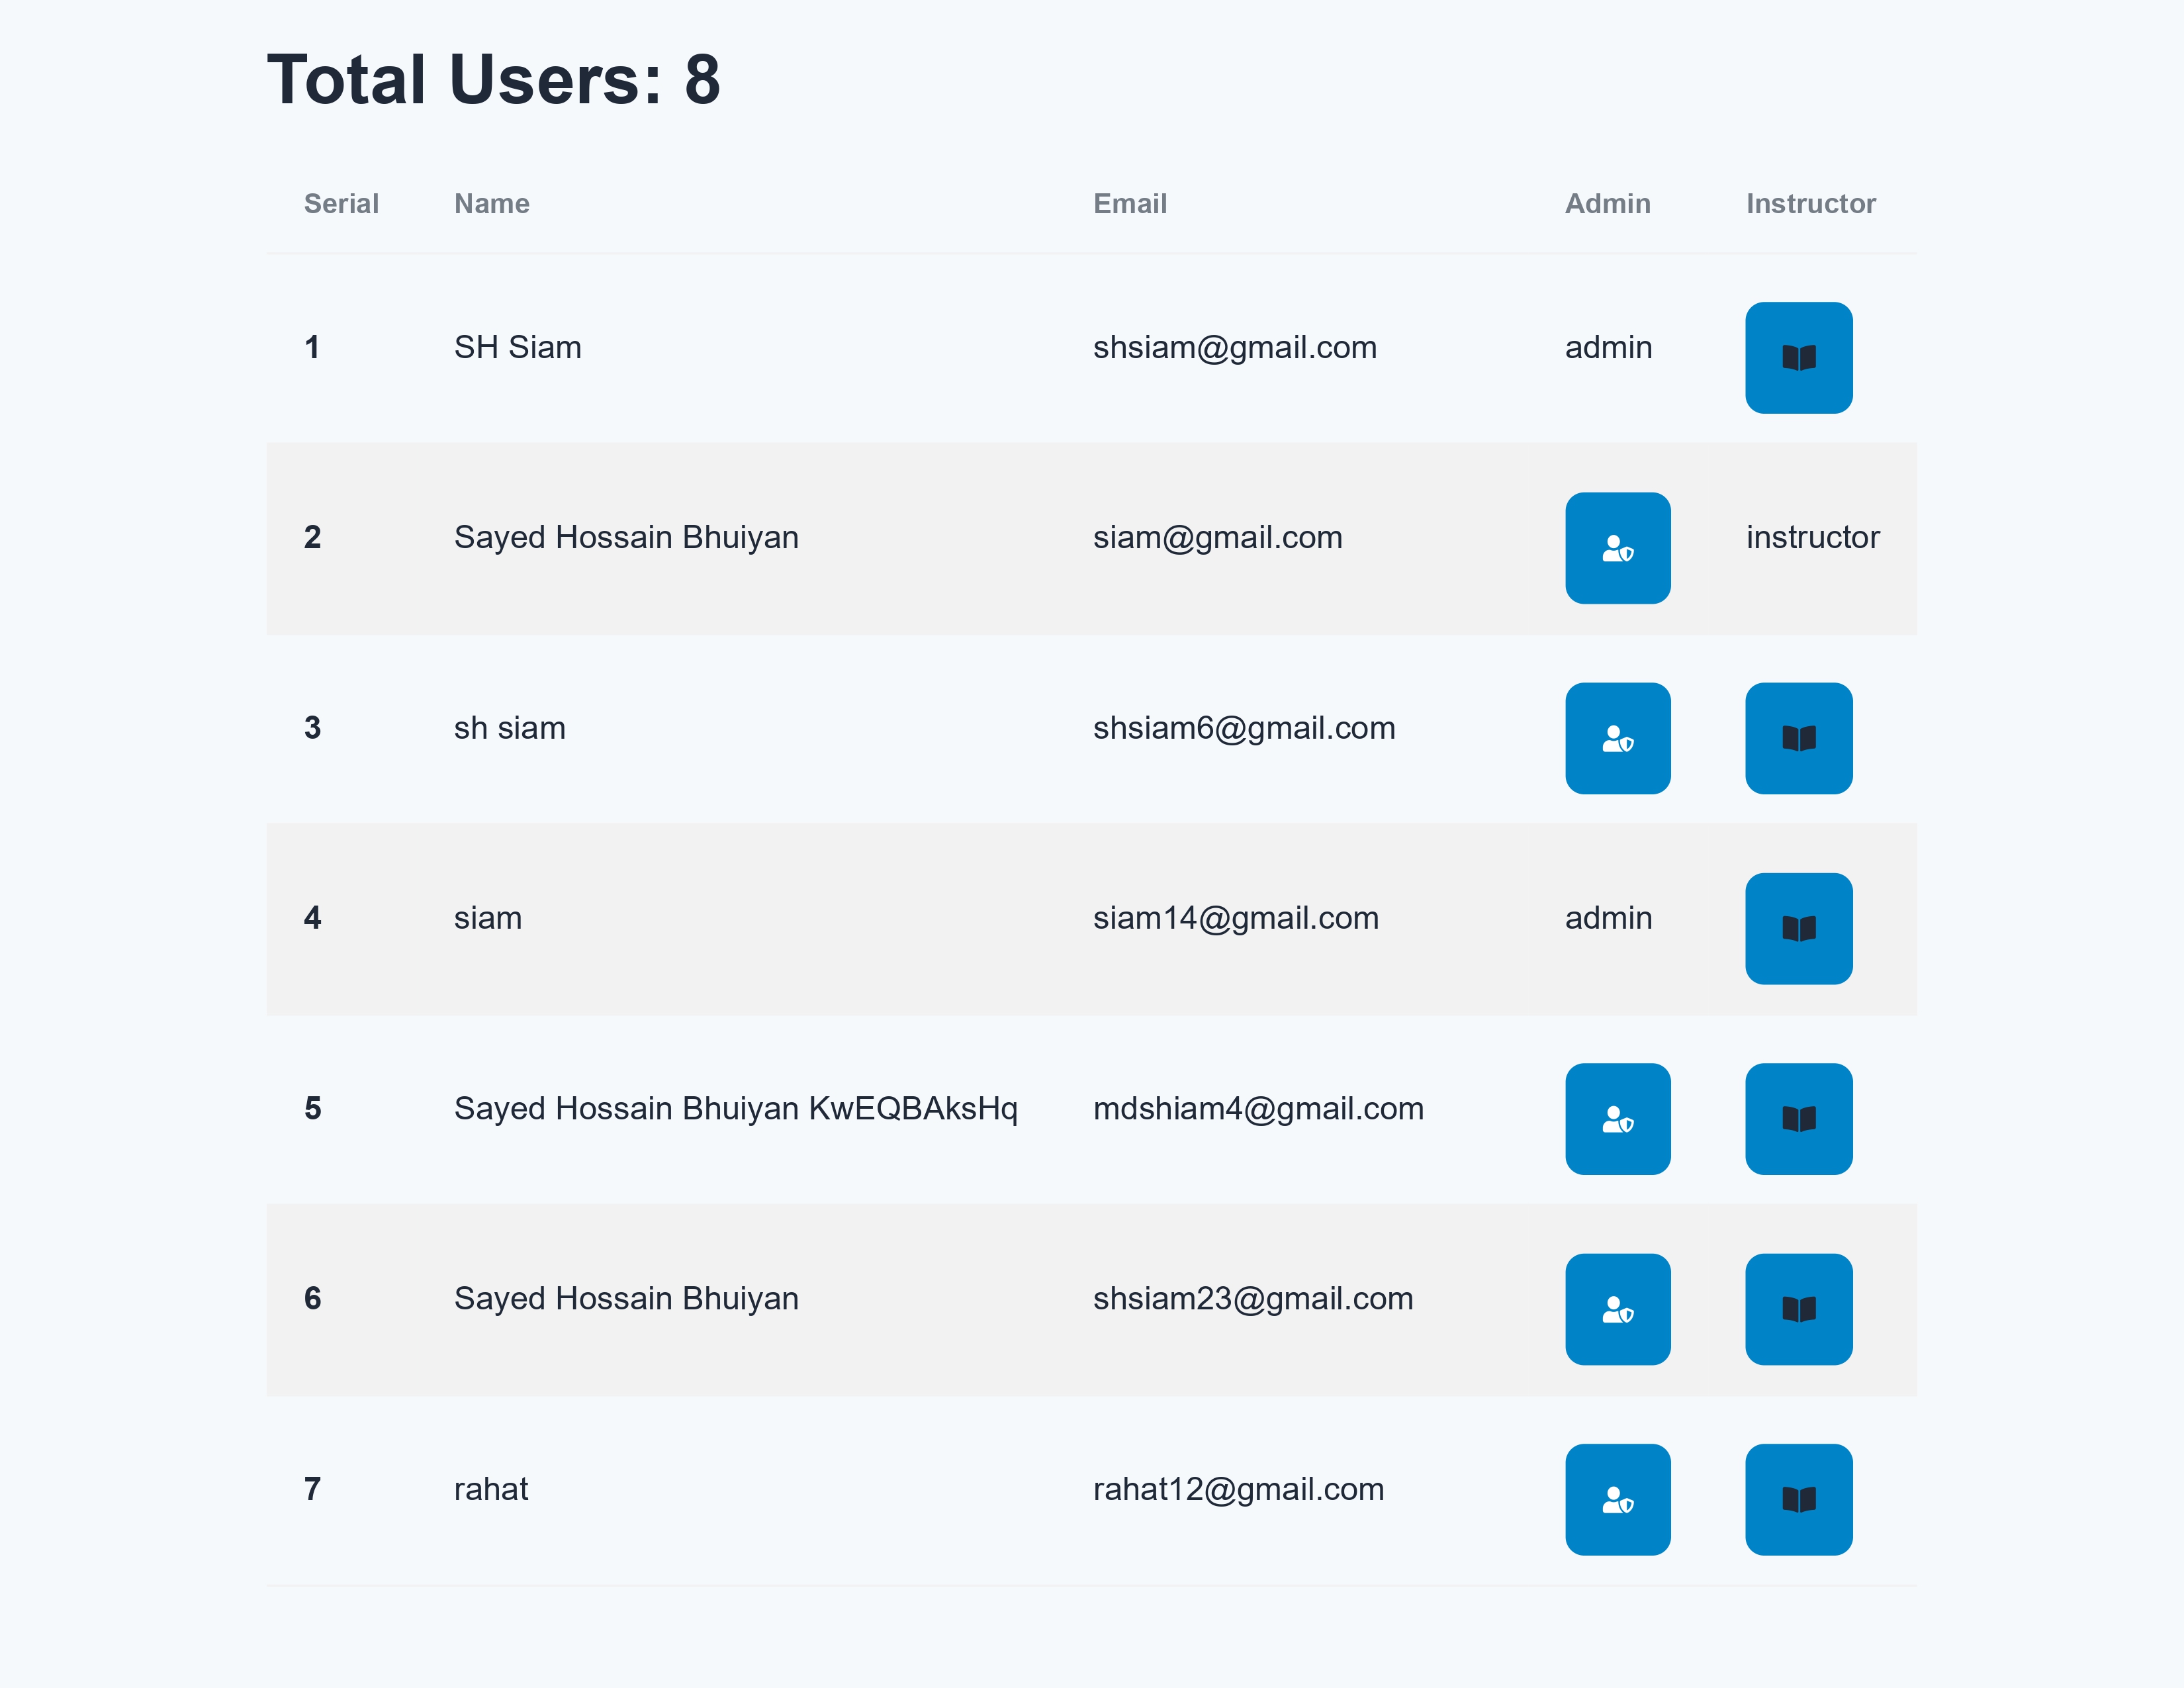 Total Users: 8
Serial Name Email Admin Instructor
1 SH Siam shsiam@gmail.com admin
2 Sayed Hossain Bhuiyan siam@gmail.com instructor
3 sh siam shsiam6@gmail.com
4 siam siam14@gmail.com admin
5 Sayed Hossain Bhuiyan KwEQBAksHq mdshiam4@gmail.com
6 Sayed Hossain Bhuiyan shsiam23@gmail.com
7 rahat rahat12@gmail.com